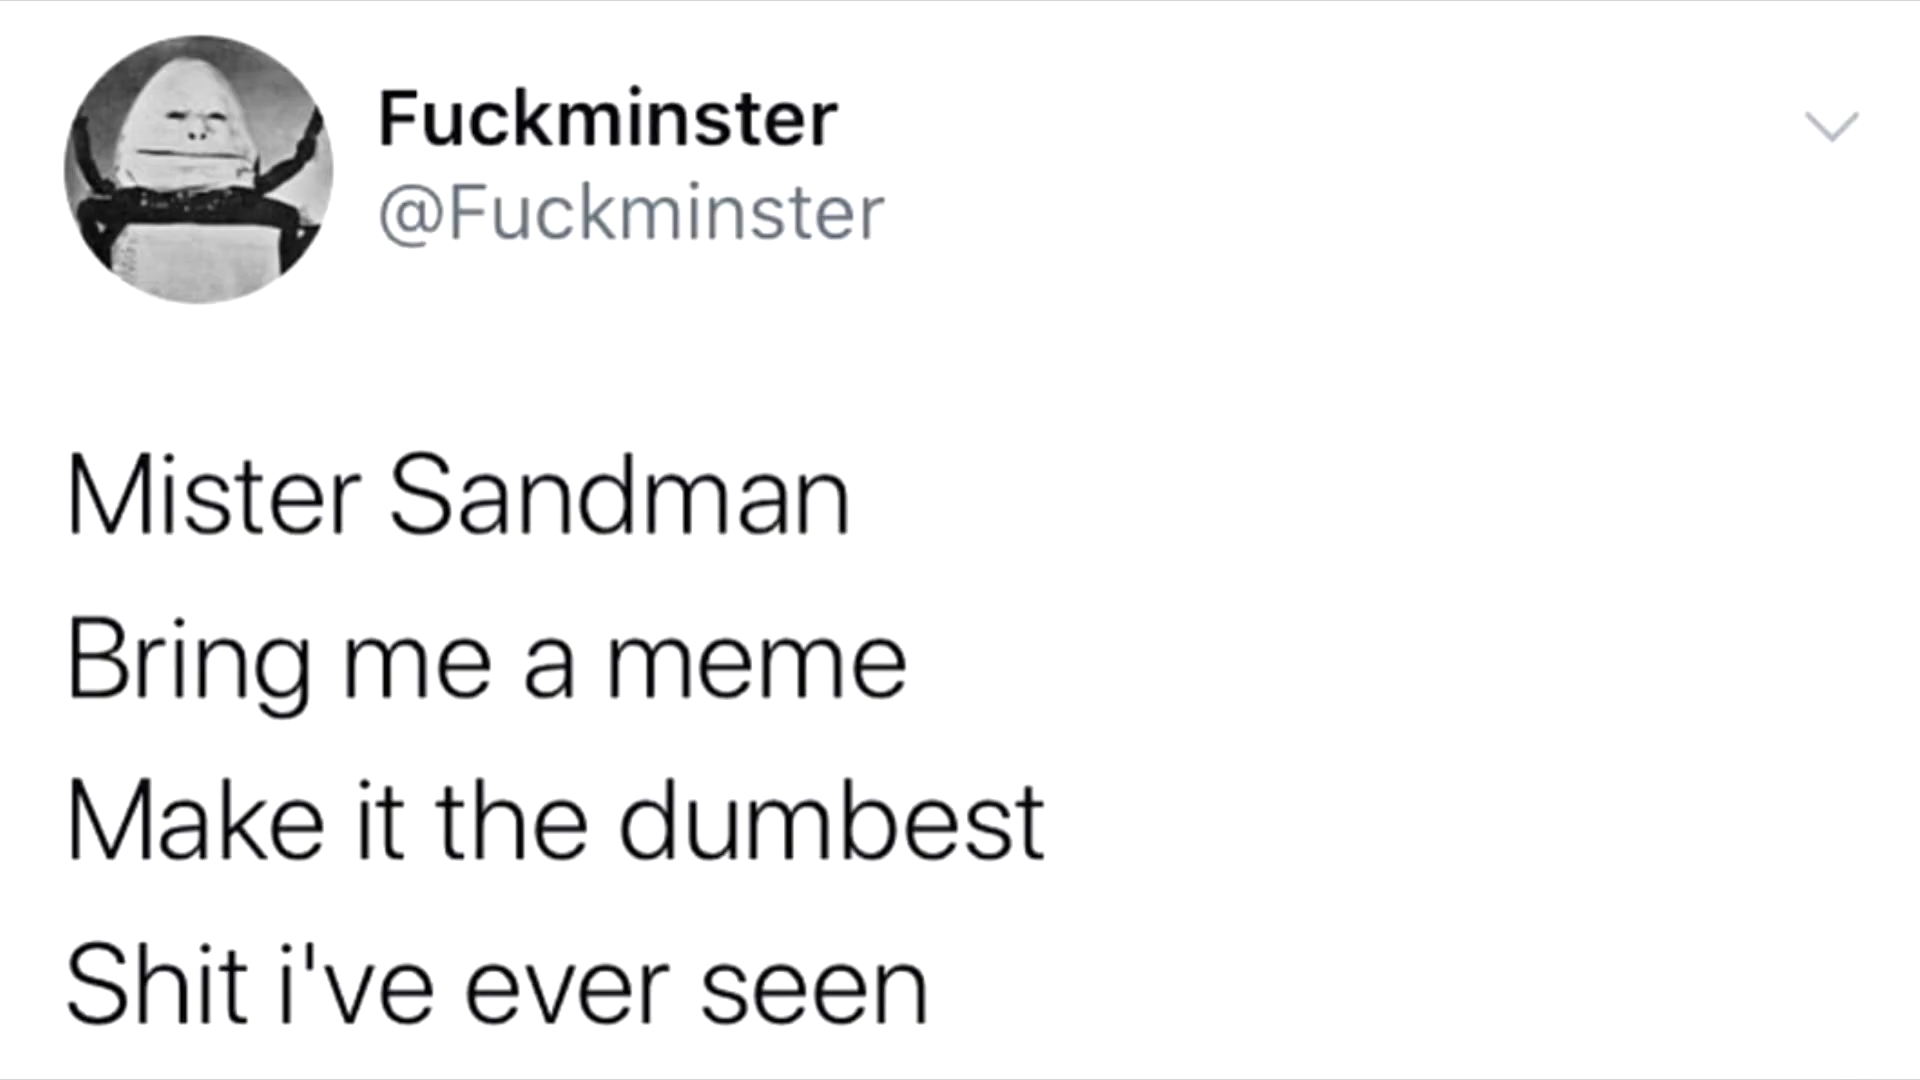 Fuckminster
@Fuckminster
Mister Sandman
Bring me a meme
Make it the dumbest
Shit i've ever seen